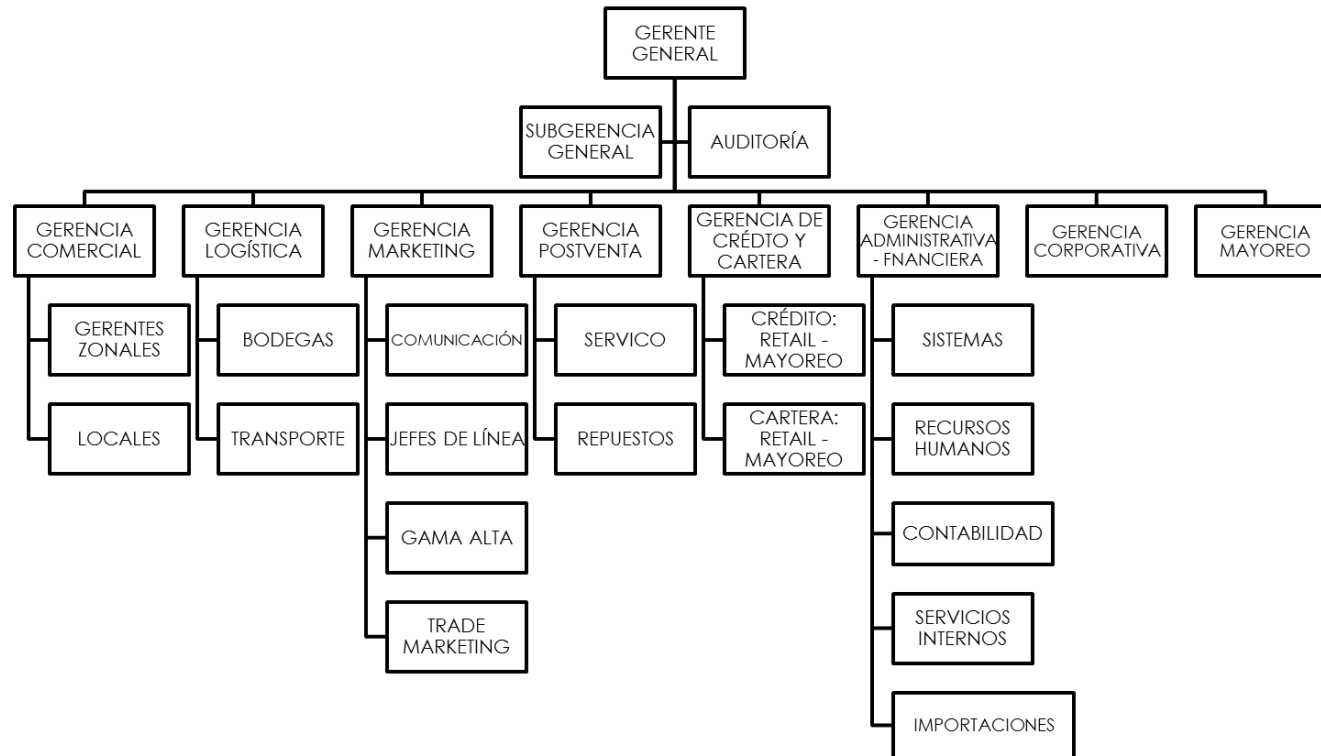 GERENTE
GENERAL
SUBGERENCIA
GENERAL
AUDITORÍA
GERENCIA
COMERCIAL
GERENCIA
LOGÍSTICA
GERENCIA
MARKETING
GERENCIA
POSTVENTA
GERENCIA DE
CRÉDTO Y
CARTERA
GERENCIA
ADMINISTRATIVA
- FNANCIERA
GERENCIA
CORPORATIVA
GERENCIA
MAYOREO
GERENTES
ZONALES
BODEGAS
COMUNICACIÓN
SERVICO
CRÉDITO:
RETAIL -
MAYOREO
SISTEMAS
LOCALES
TRANSPORTE
JEFES DE LÍNEA
REPUESTOS
CARTERA:
RETAIL -
MAYOREO
RECURSOS
HUMANOS
GAMA ALTA
CONTABILIDAD
TRADE
MARKETING
SERVICIOS
INTERNOS
IMPORTACIONES